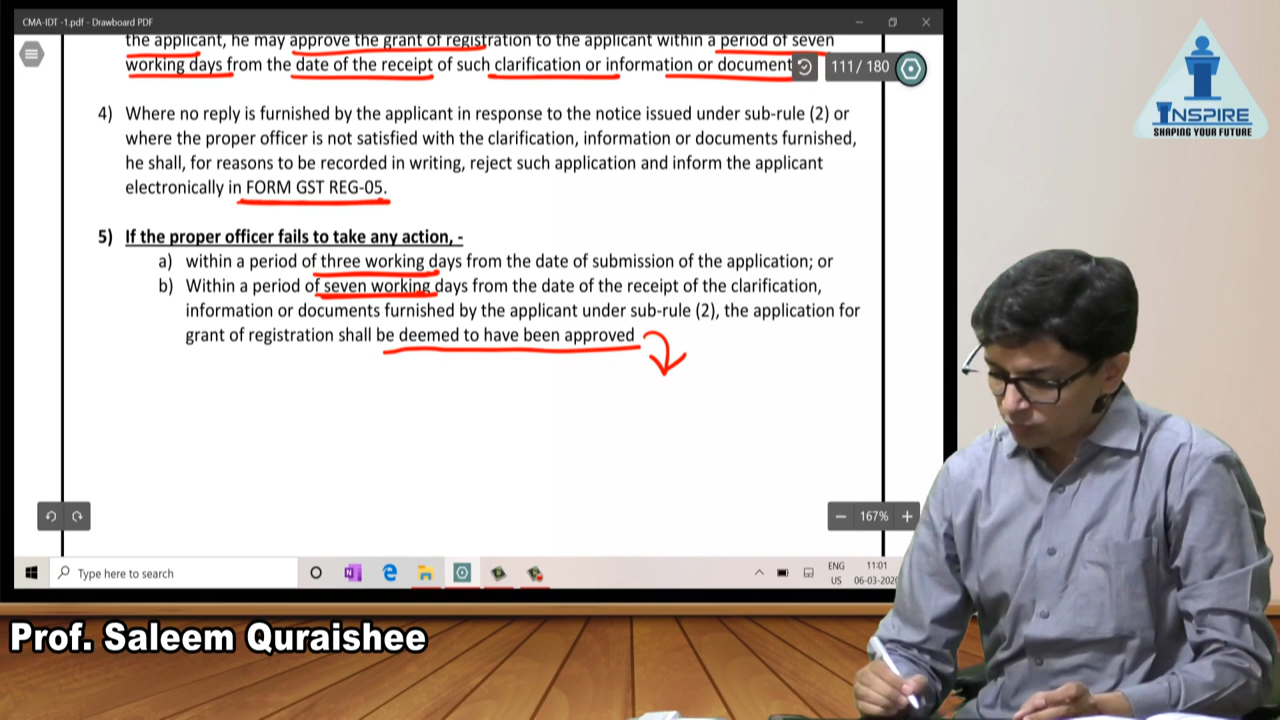 CMA-IDT -1.pdf - Drawboard PDF
the applicant, he may approve the grant of registration to the applicant within a period of seven
working days from the date of the receipt of such clarification or information or document
111 / 180
INSPIRE
SHAPING YOUR FUTURE
4) Where no reply is furnished by the applicant in response to the notice issued under sub-rule (2) or
where the proper officer is not satisfied with the clarification, information or documents furnished,
he shall, for reasons to be recorded in writing, reject such application and inform the applicant
electronically in FORM GST REG-05.
5) If the proper officer fails to take any action, -
a) within a period of three working days from the date of submission of the application; or
b) Within a period of seven working days from the date of the receipt of the clarification,
information or documents furnished by the applicant under sub-rule (2), the application for
grant of registration shall be deemed to have been approved
167%
Type here to search
ENG
US
11:01
06-03-2020
Prof. Saleem Quraishee